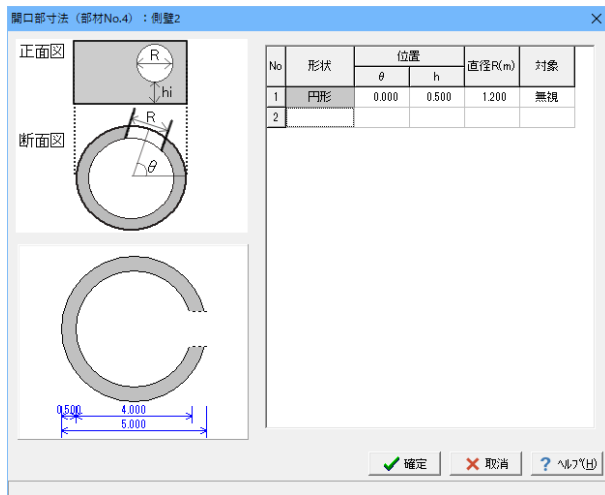 開口部寸法（部材No.4）：側壁2
正面図
R
hi
断面図
R
θ
No 形状 位置 直径R(m) 対象
θ h
1 円形 0.000 0.500 1.200 無視
2
0.500 4.000
5.000
確定 取消 ? ﾍﾙﾌﾟ(H)